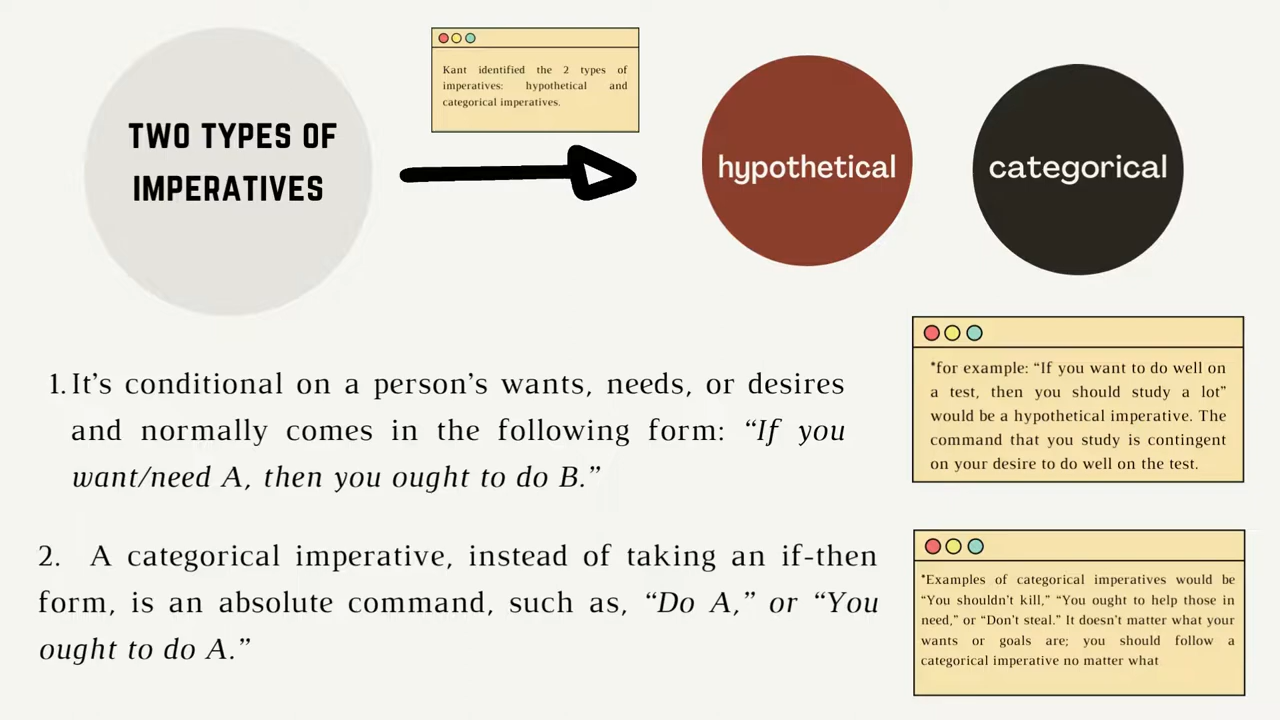 TWO TYPES OF
IMPERATIVES
Kant identified the 2 types of
imperatives: hypothetical and
categorical imperatives.
hypothetical
categorical
1. It’s conditional on a person’s wants, needs, or desires
and normally comes in the following form: “If you
want/need A, then you ought to do B.”
*for example: “If you want to do well on
a test, then you should study a lot”
would be a hypothetical imperative. The
command that you study is contingent
on your desire to do well on the test.
2. A categorical imperative, instead of taking an if-then
form, is an absolute command, such as, “Do A,” or “You
ought to do A.”
*Examples of categorical imperatives would be
“You shouldn’t kill,” “You ought to help those in
need,” or “Don’t steal.” It doesn’t matter what your
wants or goals are; you should follow a
categorical imperative no matter what